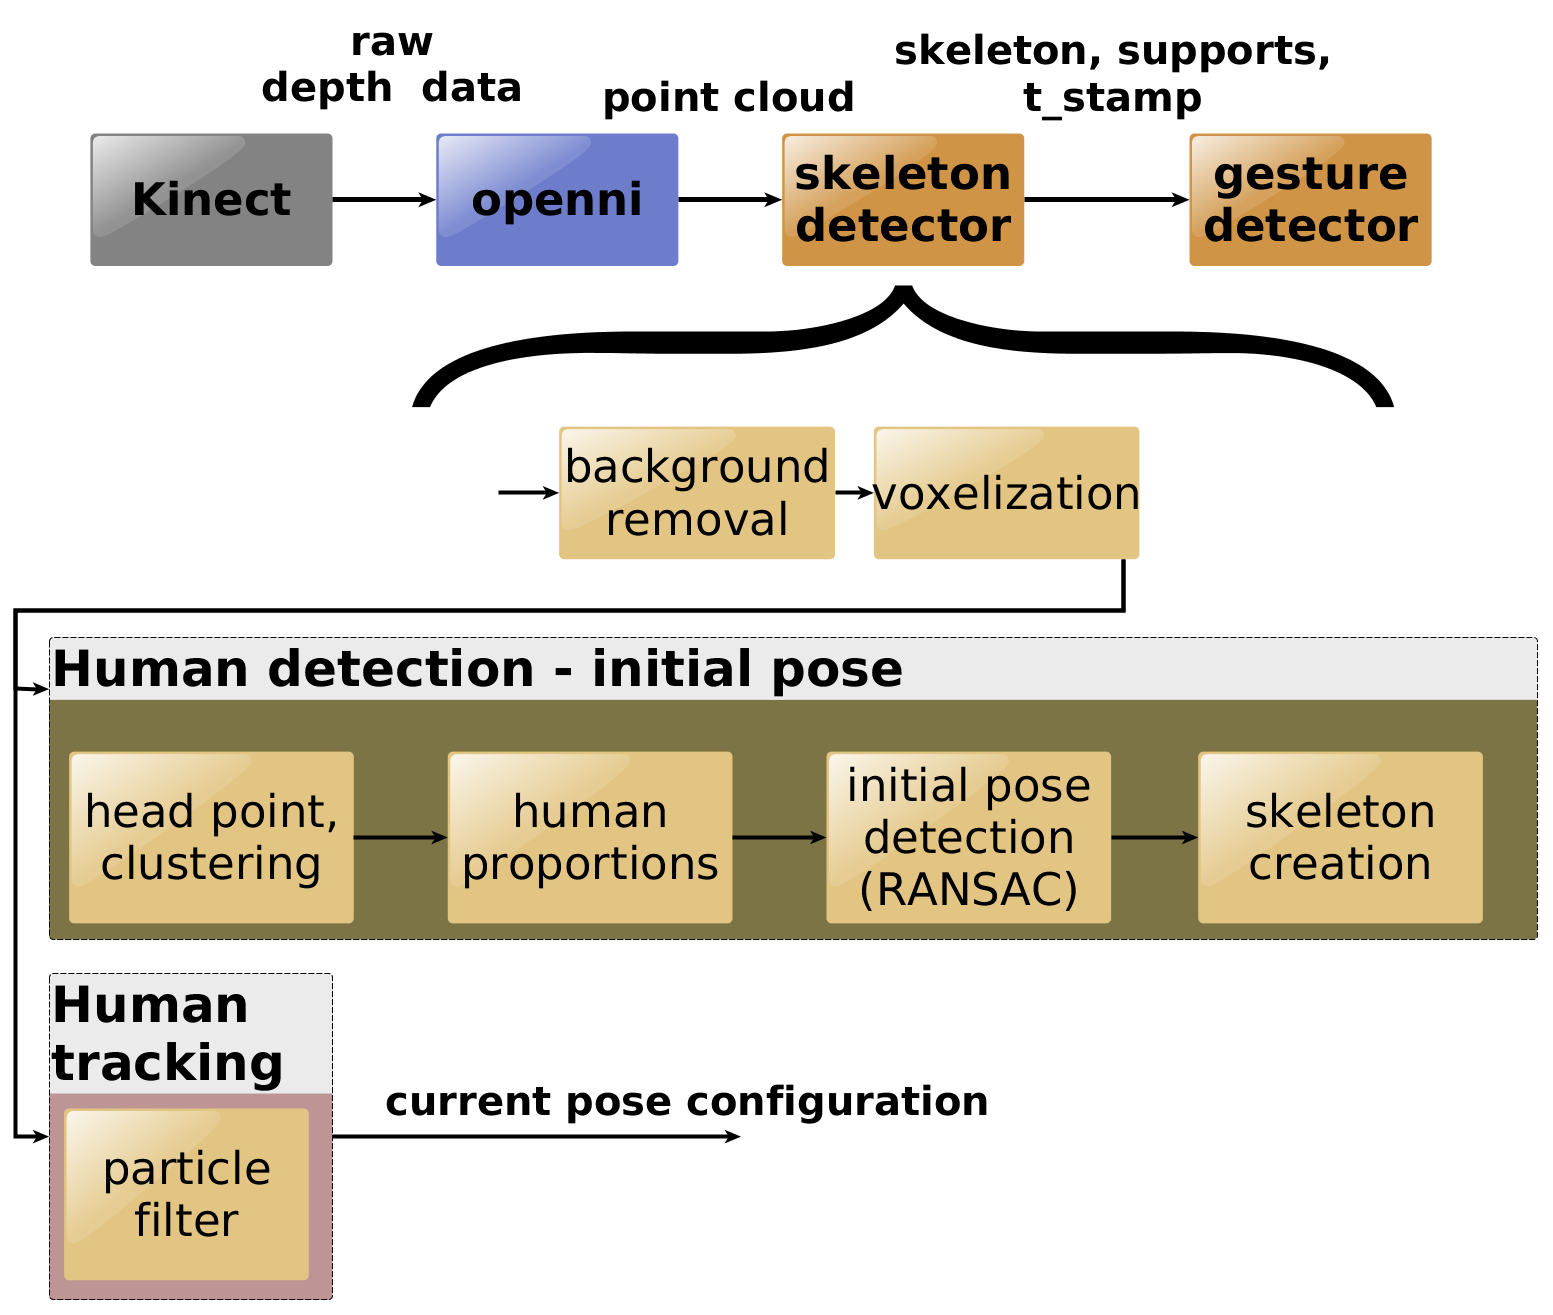 raw
depth data
point cloud
skeleton, supports,
t_stamp
Kinect
openni
skeleton
detector
gesture
detector
background
removal
voxelization
Human detection - initial pose
head point,
clustering
human
proportions
initial pose
detection
(RANSAC)
skeleton
creation
Human
tracking
current pose configuration
particle
filter